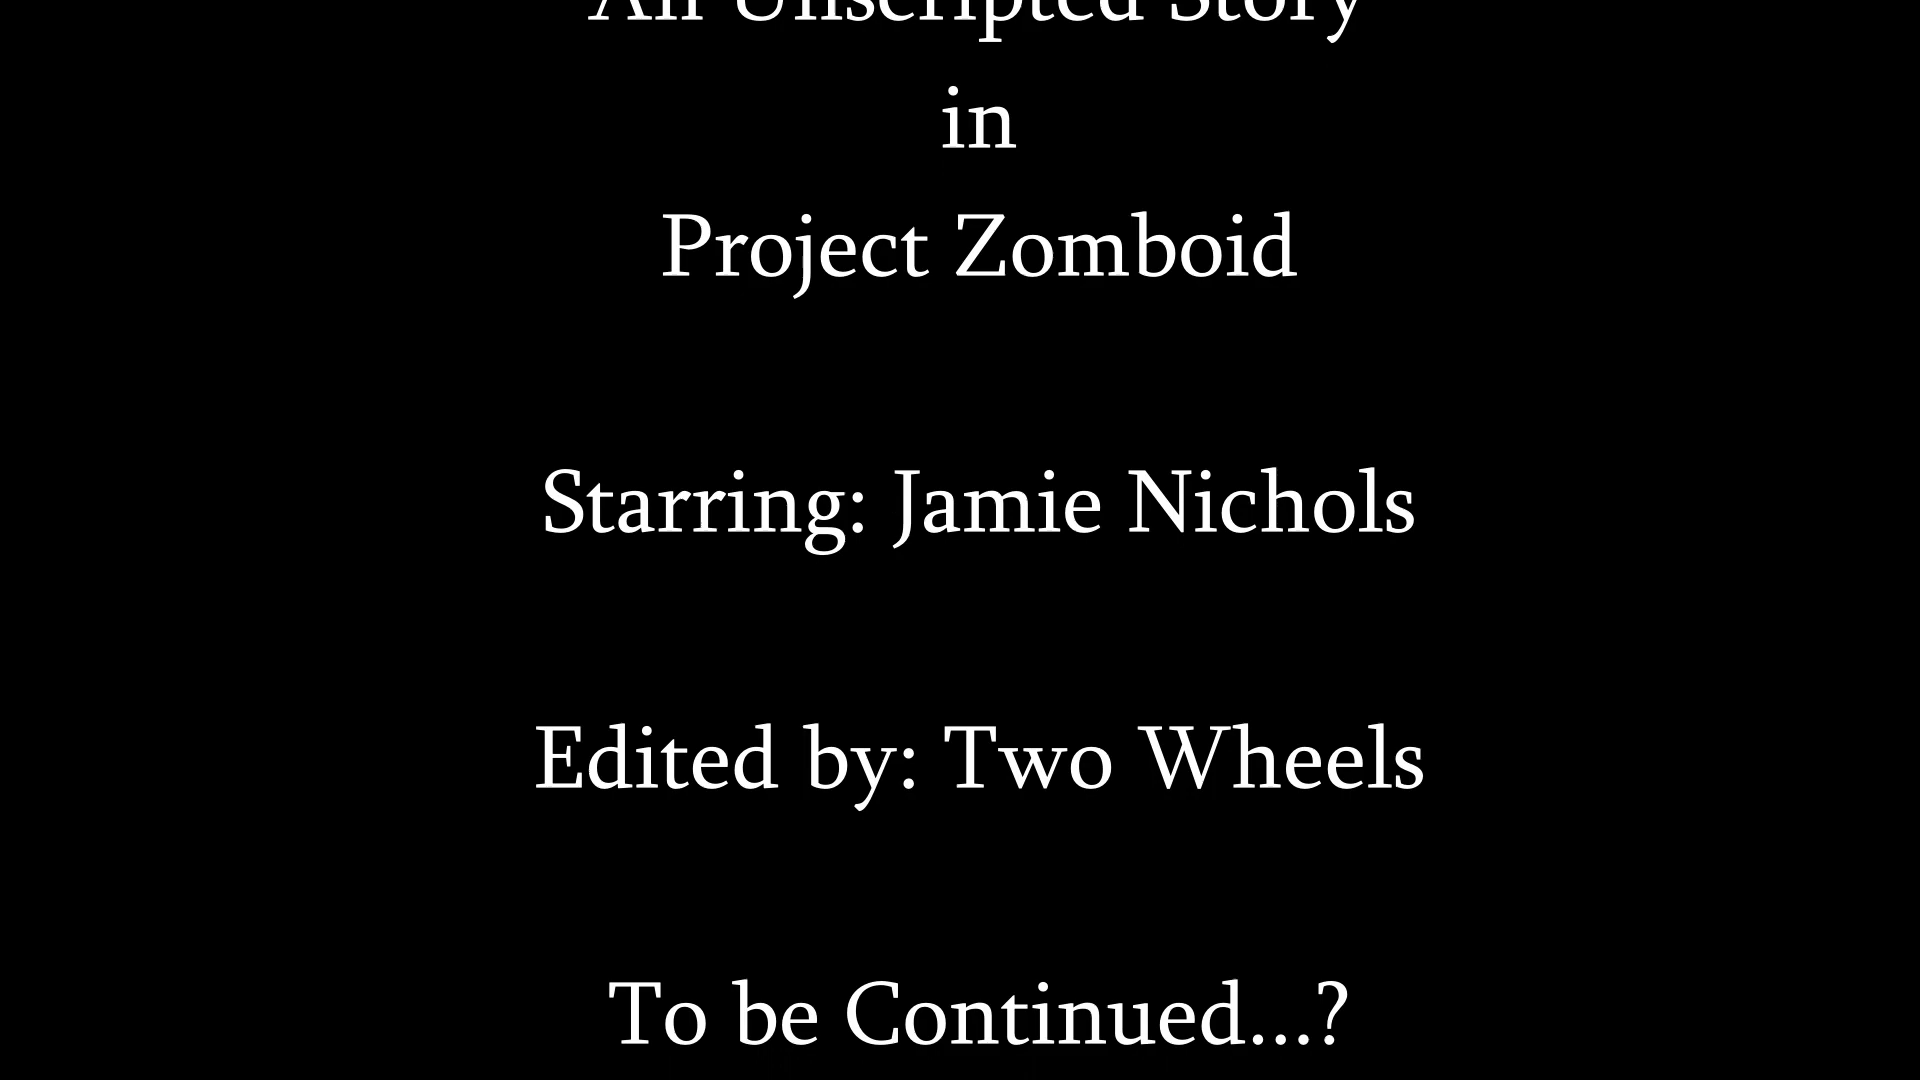 An Unscripted Story
in
Project Zomboid
Starring: Jamie Nichols
Edited by: Two Wheels
To be Continued...?